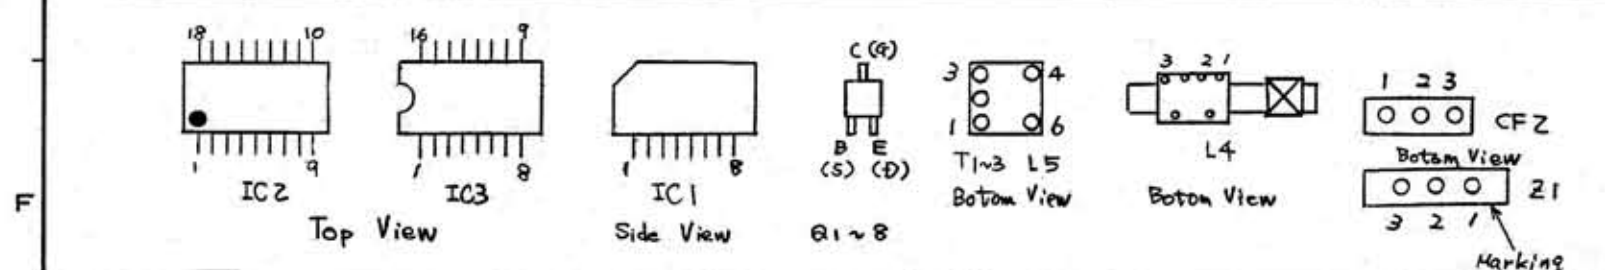 18 10
1 9
IC2
16 9
1 8
IC3
Top View
1 8
IC1
Side View
C (G)
B E
(S) (D)
Q1~8
3 4
1 6
T1~3 L5
Botom View
3 2 1
L4
Botom View
1 2 3
CF2
Botom View
Z1
3 2 1
Marking
F